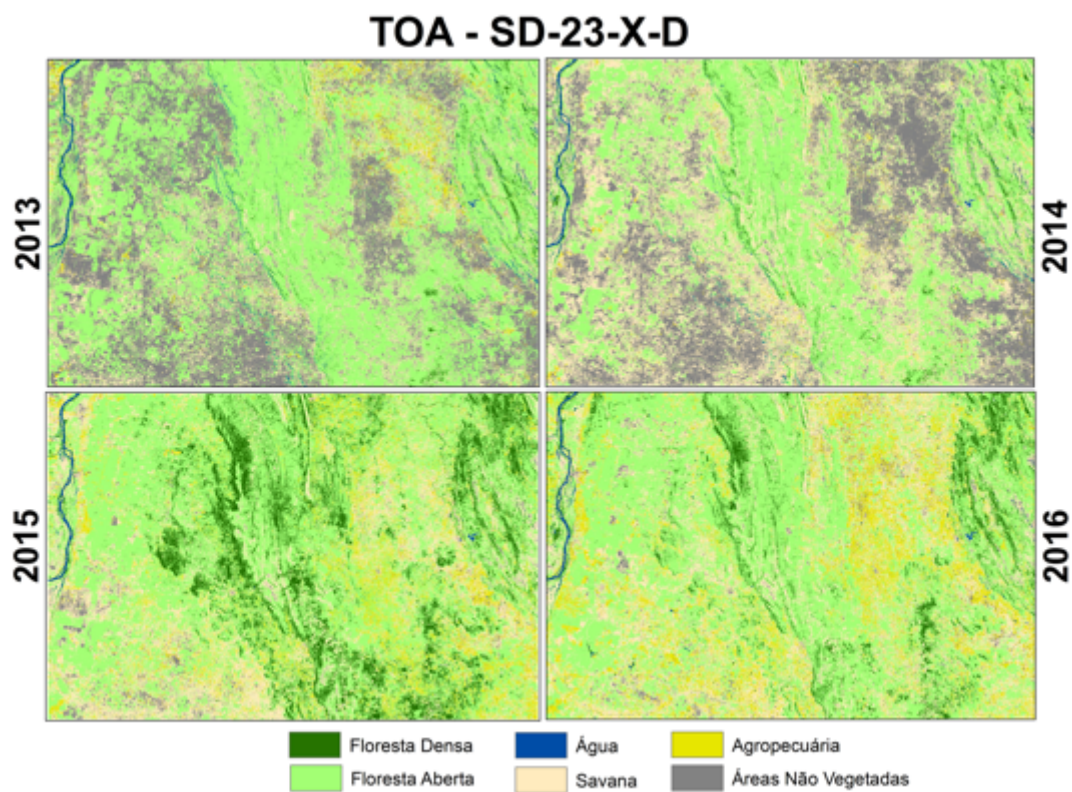 TOA - SD-23-X-D
2013
2014
2015
2016
Floresta Densa
Água
Agropecuária
Floresta Aberta
Savana
Áreas Não Vegetadas